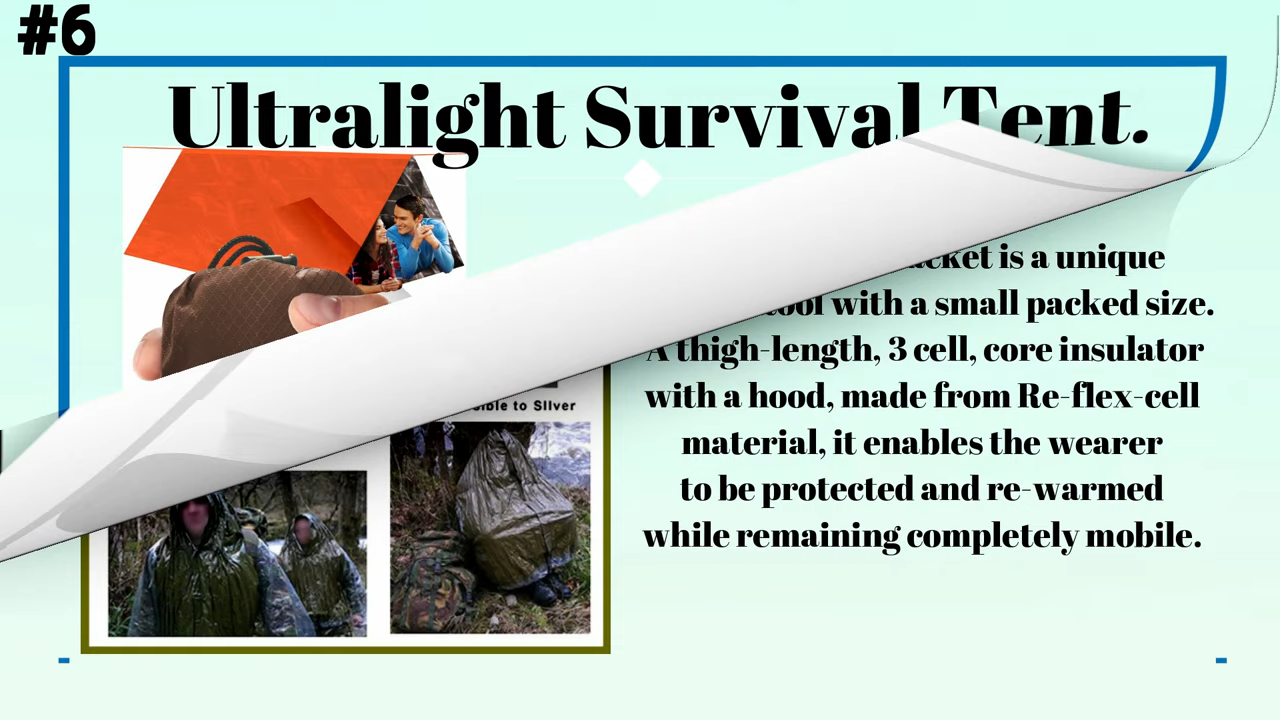 #6
Ultralight Survival Tent.
is a unique
with a small packed size.
A thigh-length, 3 cell, core insulator
with a hood, made from Re-flex-cell
material, it enables the wearer
to be protected and re-warmed
while remaining completely mobile.
to Silver